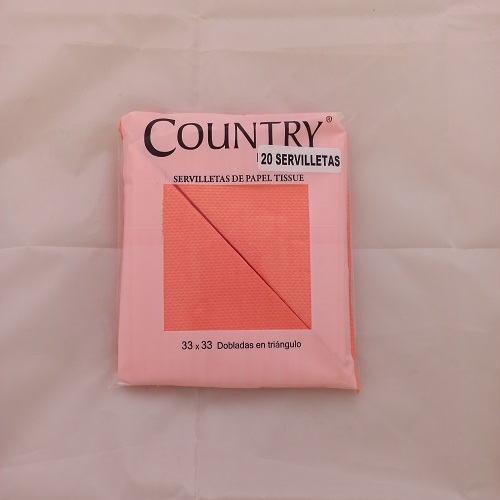 COUNTRY®
20 SERVILLETAS
SERVILLETAS DE PAPEL TISSUE
33 x 33 Dobladas en triángulo